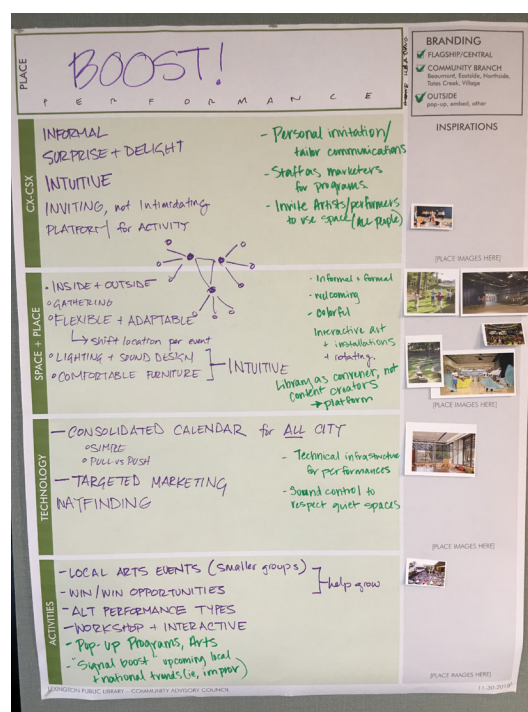 PLACE
BOOST!
P E R F O R M A N C E
BRANDING
FLAGSHIP/CENTRAL
COMMUNITY BRANCH
Beaumont, Eastside, Northside,
Tates Creek, Village
OUTSIDE
pop-up, embed, other
INSPIRATIONS
CX-CSX
INFORMAL
SURPRISE + DELIGHT
INTUITIVE
INVITING, not Intimidating
PLATFORM for ACTIVITY
- Personal invitation/
tailor communications
- Staff as marketers
for programs
- Invite Artists/performers
to use space (All people)
[PLACE IMAGES HERE]
SPACE + PLACE
INSIDE + OUTSIDE
GATHERING
FLEXIBLE + ADAPTABLE
shift location per event
LIGHTING + SOUND DESIGN
COMFORTABLE FURNITURE
INTUITIVE
- Informal + formal
- welcoming
- colorful
Interactive art
+ installations
+ rotating.
Library as convener, not
content creators
→ platform
[PLACE IMAGES HERE]
TECHNOLOGY
- CONSOLIDATED CALENDAR for ALL CITY
SIMPLE
PULL vs PUSH
- TARGETED MARKETING
WAYFINDING
- Technical infrastructure
for performances
- Sound control to
respect quiet spaces
[PLACE IMAGES HERE]
ACTIVITIES
- LOCAL ARTS EVENTS (smaller groups)
- WIN/WIN OPPORTUNITIES
help grow
- ALT PERFORMANCE TYPES
- WORKSHOP + INTERACTIVE
- Pop-up Programs, Arts
- "Signal boost" upcoming local
+ national trends (ie, improv)
[PLACE IMAGES HERE]
LEXINGTON PUBLIC LIBRARY – COMMUNITY ADVISORY COUNCIL
11-30-2018